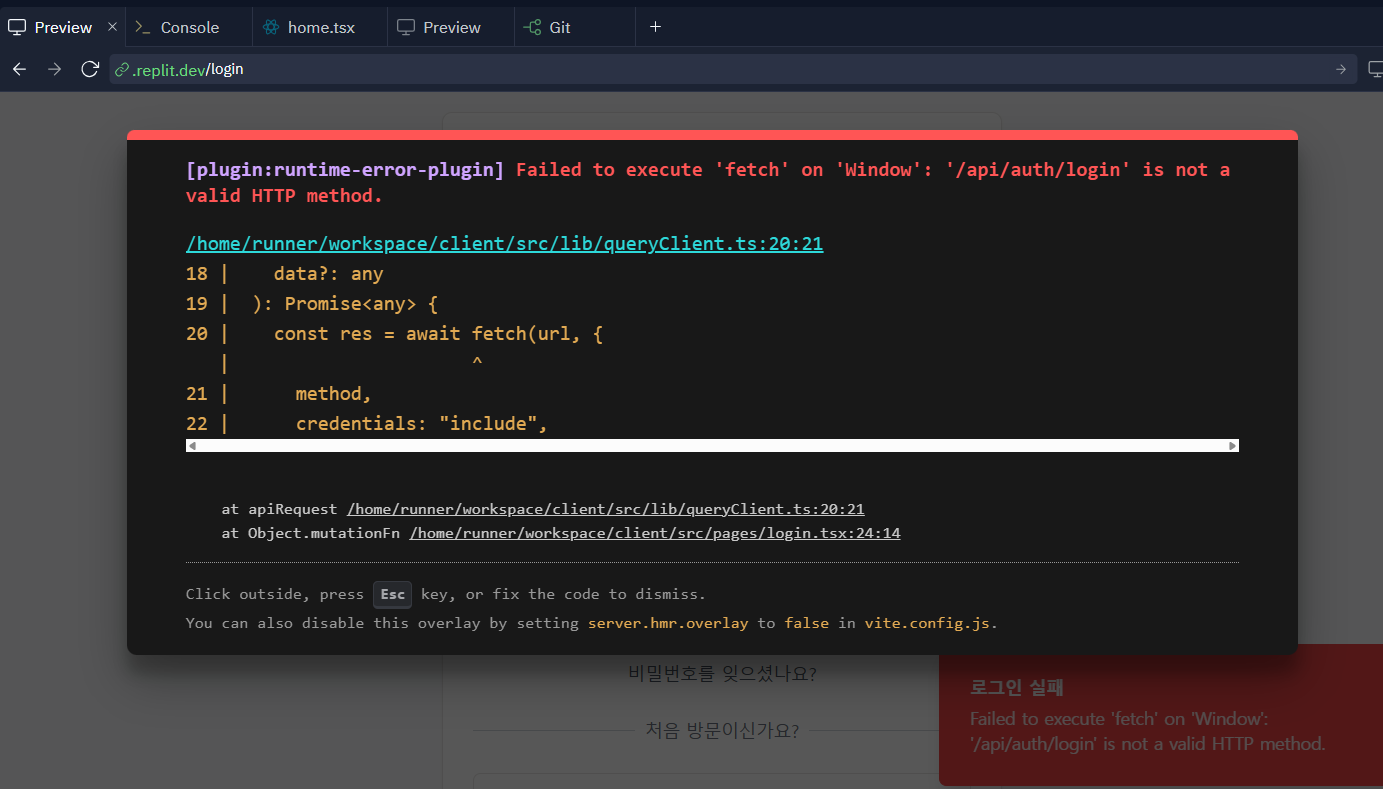 Preview
Console
home.tsx
Preview
Git
.replit.dev/login
[plugin:runtime-error-plugin] Failed to execute 'fetch' on 'Window': '/api/auth/login' is not a
valid HTTP method.
/home/runner/workspace/client/src/lib/queryClient.ts:20:21
18 |    data?: any
19 |  ): Promise<any> {
20 |    const res = await fetch(url, {
   |                      ^
21 |      method,
22 |      credentials: "include",
at apiRequest /home/runner/workspace/client/src/lib/queryClient.ts:20:21
at Object.mutationFn /home/runner/workspace/client/src/pages/login.tsx:24:14
Click outside, press Esc key, or fix the code to dismiss.
You can also disable this overlay by setting server.hmr.overlay to false in vite.config.js.
비밀번호를 잊으셨나요?
처음 방문이신가요?
로그인 실패
Failed to execute 'fetch' on 'Window':
'/api/auth/login' is not a valid HTTP method.